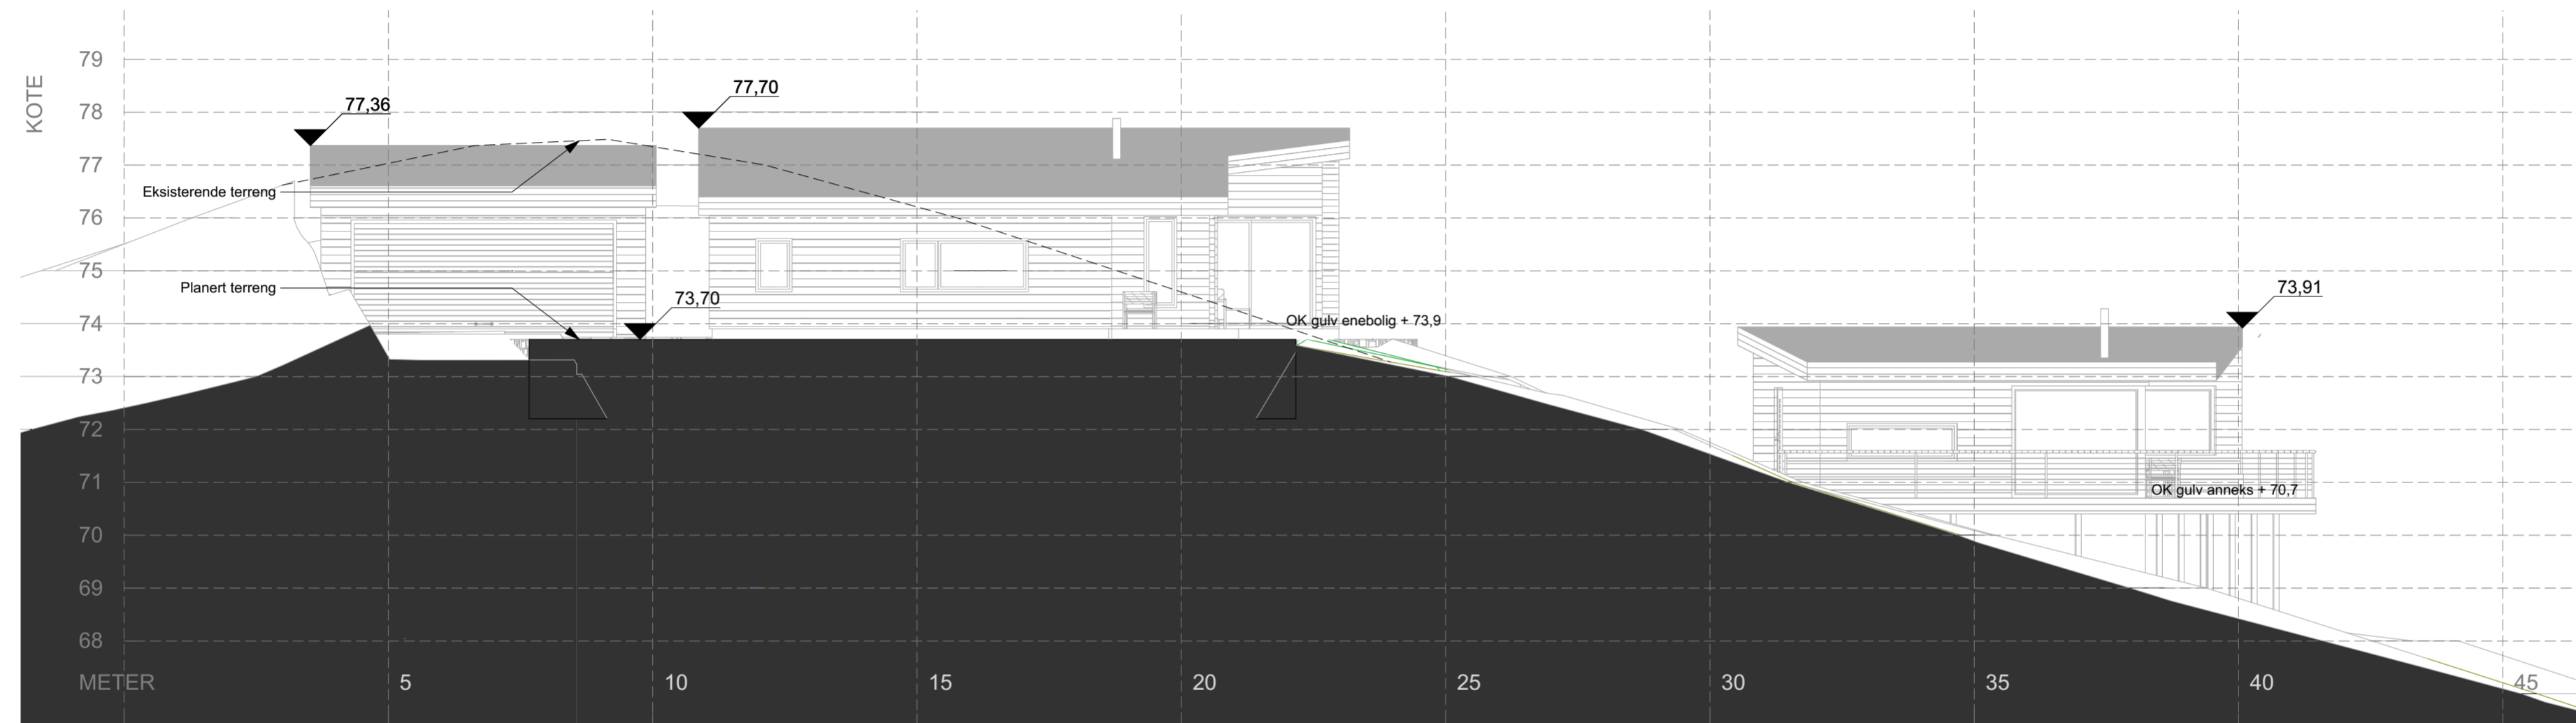 KOTE
79
78
77
76
75
74
73
72
71
70
69
68
77,36
77,70
Eksisterende terreng
Planert terreng
73,70
OK gulv enebolig + 73,9
73,91
OK gulv anneks + 70,7
METER 5 10 15 20 25 30 35 40 45